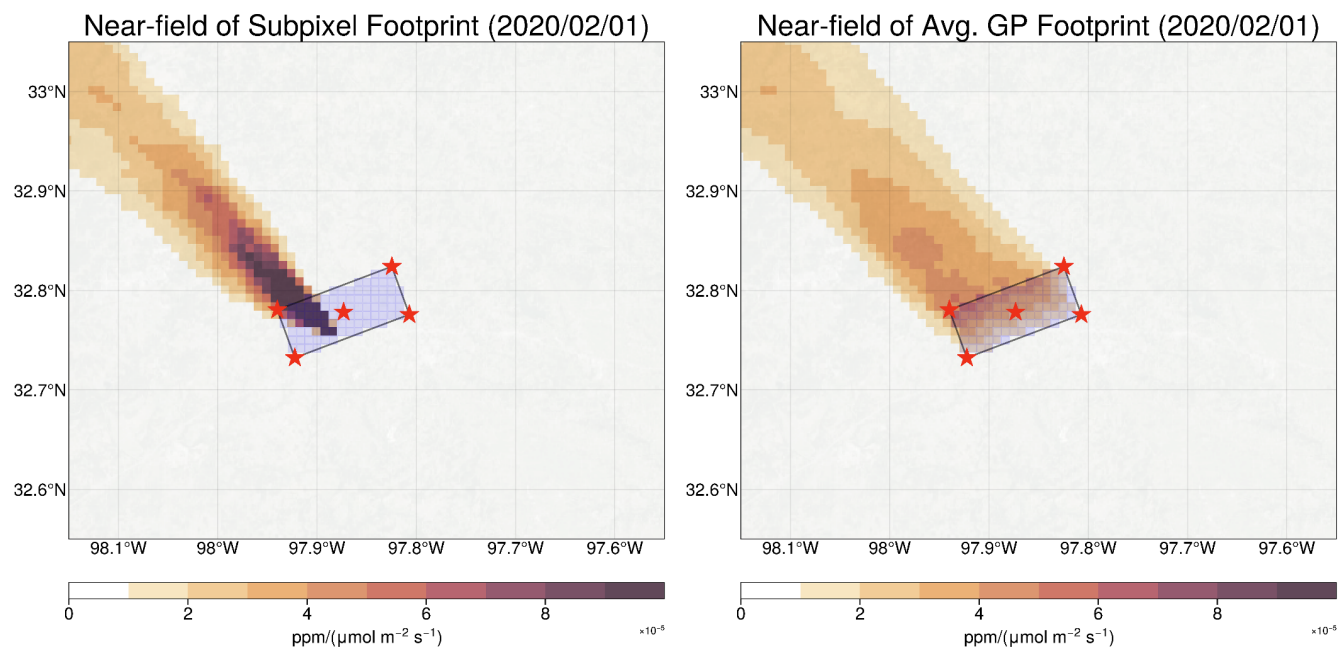 Near-field of Subpixel Footprint (2020/02/01)
33°N
32.9°N
32.8°N
32.7°N
32.6°N
98.1°W 98°W 97.9°W 97.8°W 97.7°W 97.6°W
0 2 4 6 8
×10⁻⁵
ppm/(µmol m⁻² s⁻¹)
Near-field of Avg. GP Footprint (2020/02/01)
33°N
32.9°N
32.8°N
32.7°N
32.6°N
98.1°W 98°W 97.9°W 97.8°W 97.7°W 97.6°W
0 2 4 6 8
×10⁻⁵
ppm/(µmol m⁻² s⁻¹)